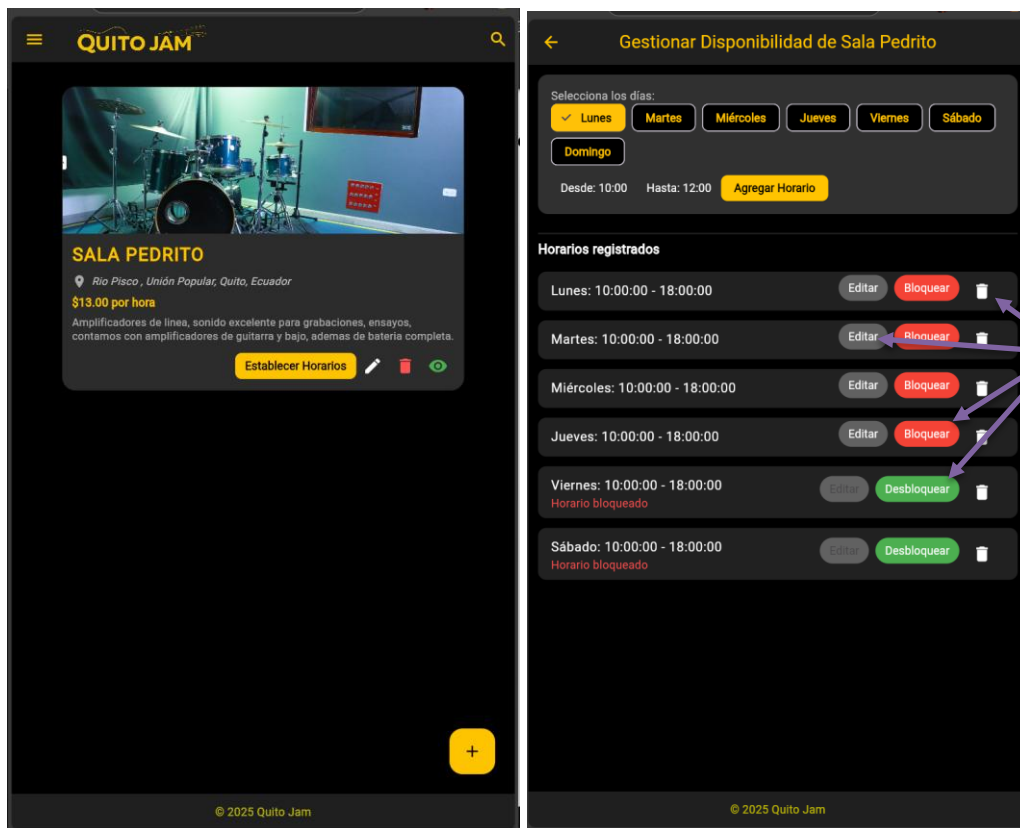 QUITO JAM
SALA PEDRITO
Rio Pisco , Unión Popular, Quito, Ecuador
$13.00 por hora
Amplificadores de linea, sonido excelente para grabaciones, ensayos,
contamos con amplificadores de guitarra y bajo, ademas de bateria completa.
Establecer Horarios
+
© 2025 Quito Jam
Gestionar Disponibilidad de Sala Pedrito
Selecciona los días:
Lunes Martes Miércoles Jueves Viernes Sábado
Domingo
Desde: 10:00 Hasta: 12:00 Agregar Horario
Horarios registrados
Lunes: 10:00:00 - 18:00:00 Editar Bloquear
Martes: 10:00:00 - 18:00:00 Editar Bloquear
Miércoles: 10:00:00 - 18:00:00 Editar Bloquear
Jueves: 10:00:00 - 18:00:00 Editar Bloquear
Viernes: 10:00:00 - 18:00:00 Editar Desbloquear
Horario bloqueado
Sábado: 10:00:00 - 18:00:00 Editar Desbloquear
Horario bloqueado
© 2025 Quito Jam